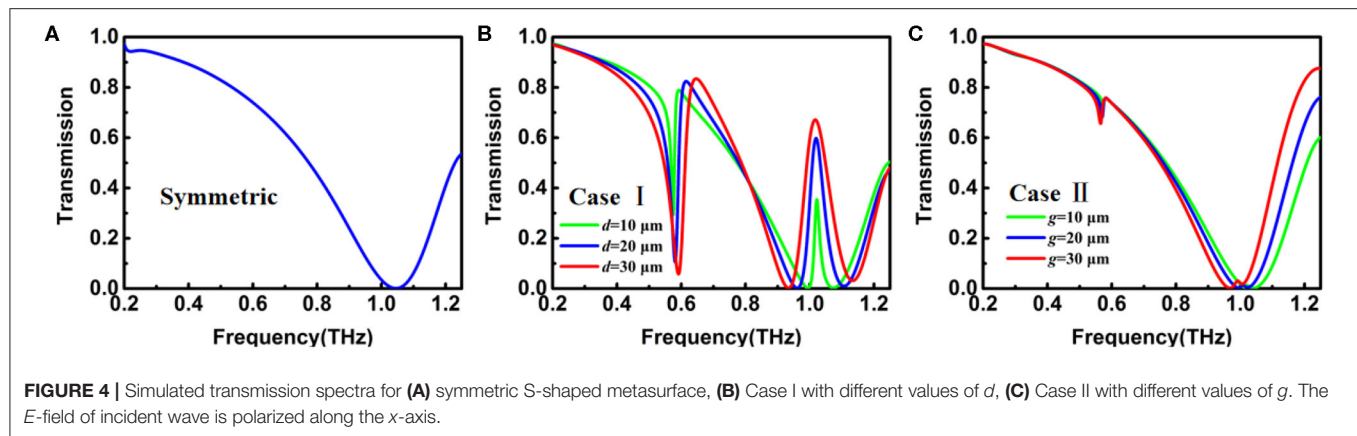 A
B
C
Transmission
1.0
0.8
0.6
0.4
0.2
0.0
Symmetric
0.2 0.4 0.6 0.8 1.0 1.2
Frequency(THz)
Transmission
1.0
0.8
0.6
0.4
0.2
0.0
Case Ⅰ
d=10 μm
d=20 μm
d=30 μm
0.2 0.4 0.6 0.8 1.0 1.2
Frequency(THz)
Transmission
1.0
0.8
0.6
0.4
0.2
0.0
Case Ⅱ
g=10 μm
g=20 μm
g=30 μm
0.2 0.4 0.6 0.8 1.0 1.2
Frequency(THz)
FIGURE 4 | Simulated transmission spectra for (A) symmetric S-shaped metasurface, (B) Case I with different values of d, (C) Case II with different values of g. The
E-field of incident wave is polarized along the x-axis.